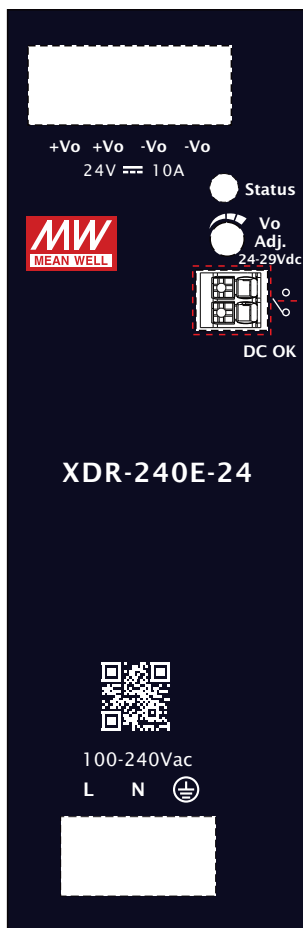 +Vo +Vo -Vo -Vo
24V ⎓ 10A
Status
Vo
Adj.
24-29Vdc
MW
MEAN WELL
DC OK
XDR-240E-24
100-240Vac
L N